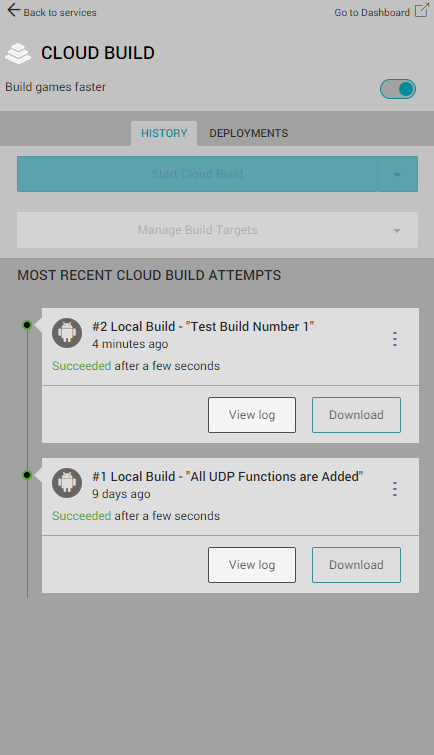 Back to services
Go to Dashboard
CLOUD BUILD
Build games faster
HISTORY
DEPLOYMENTS
Start Cloud Build
Manage Build Targets
MOST RECENT CLOUD BUILD ATTEMPTS
#2 Local Build - "Test Build Number 1"
4 minutes ago
Succeeded after a few seconds
View log
Download
#1 Local Build - "All UDP Functions are Added"
9 days ago
Succeeded after a few seconds
View log
Download